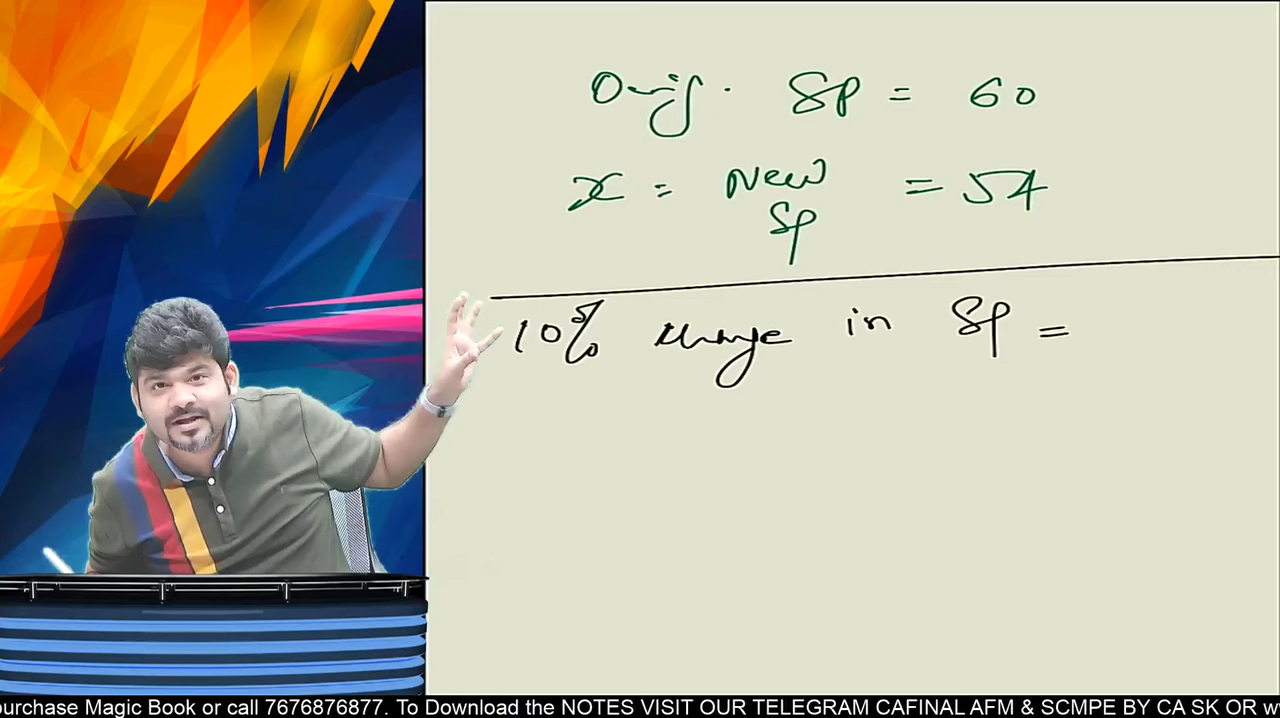 Orig. SP = 60
x = New SP = 54
10% change in SP =
urchase Magic Book or call 7676876877. To Download the NOTES VISIT OUR TELEGRAM CAFINAL AFM & SCMPE BY CA SK OR w